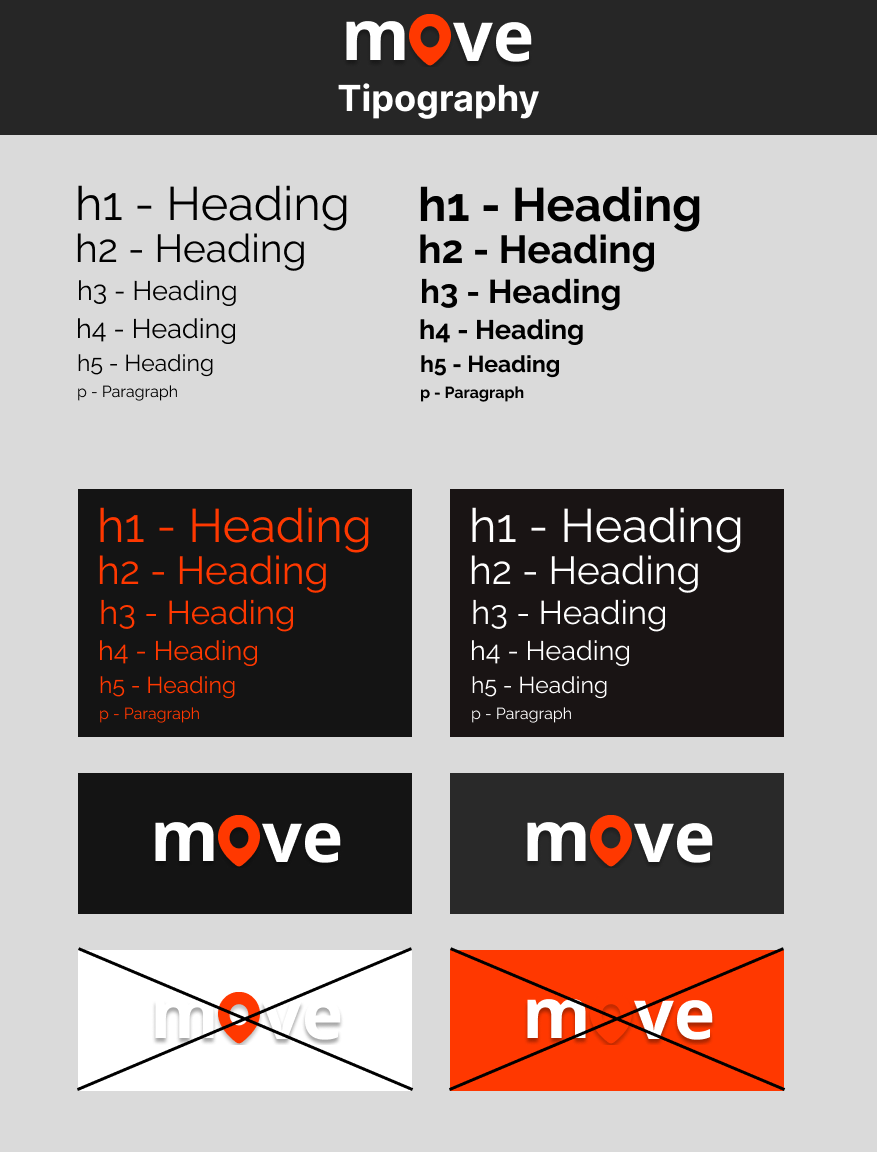 move
Tipography
h1 - Heading
h2 - Heading
h3 - Heading
h4 - Heading
h5 - Heading
p - Paragraph
h1 - Heading
h2 - Heading
h3 - Heading
h4 - Heading
h5 - Heading
p - Paragraph
h1 - Heading
h2 - Heading
h3 - Heading
h4 - Heading
h5 - Heading
p - Paragraph
h1 - Heading
h2 - Heading
h3 - Heading
h4 - Heading
h5 - Heading
p - Paragraph
move
move
move
move